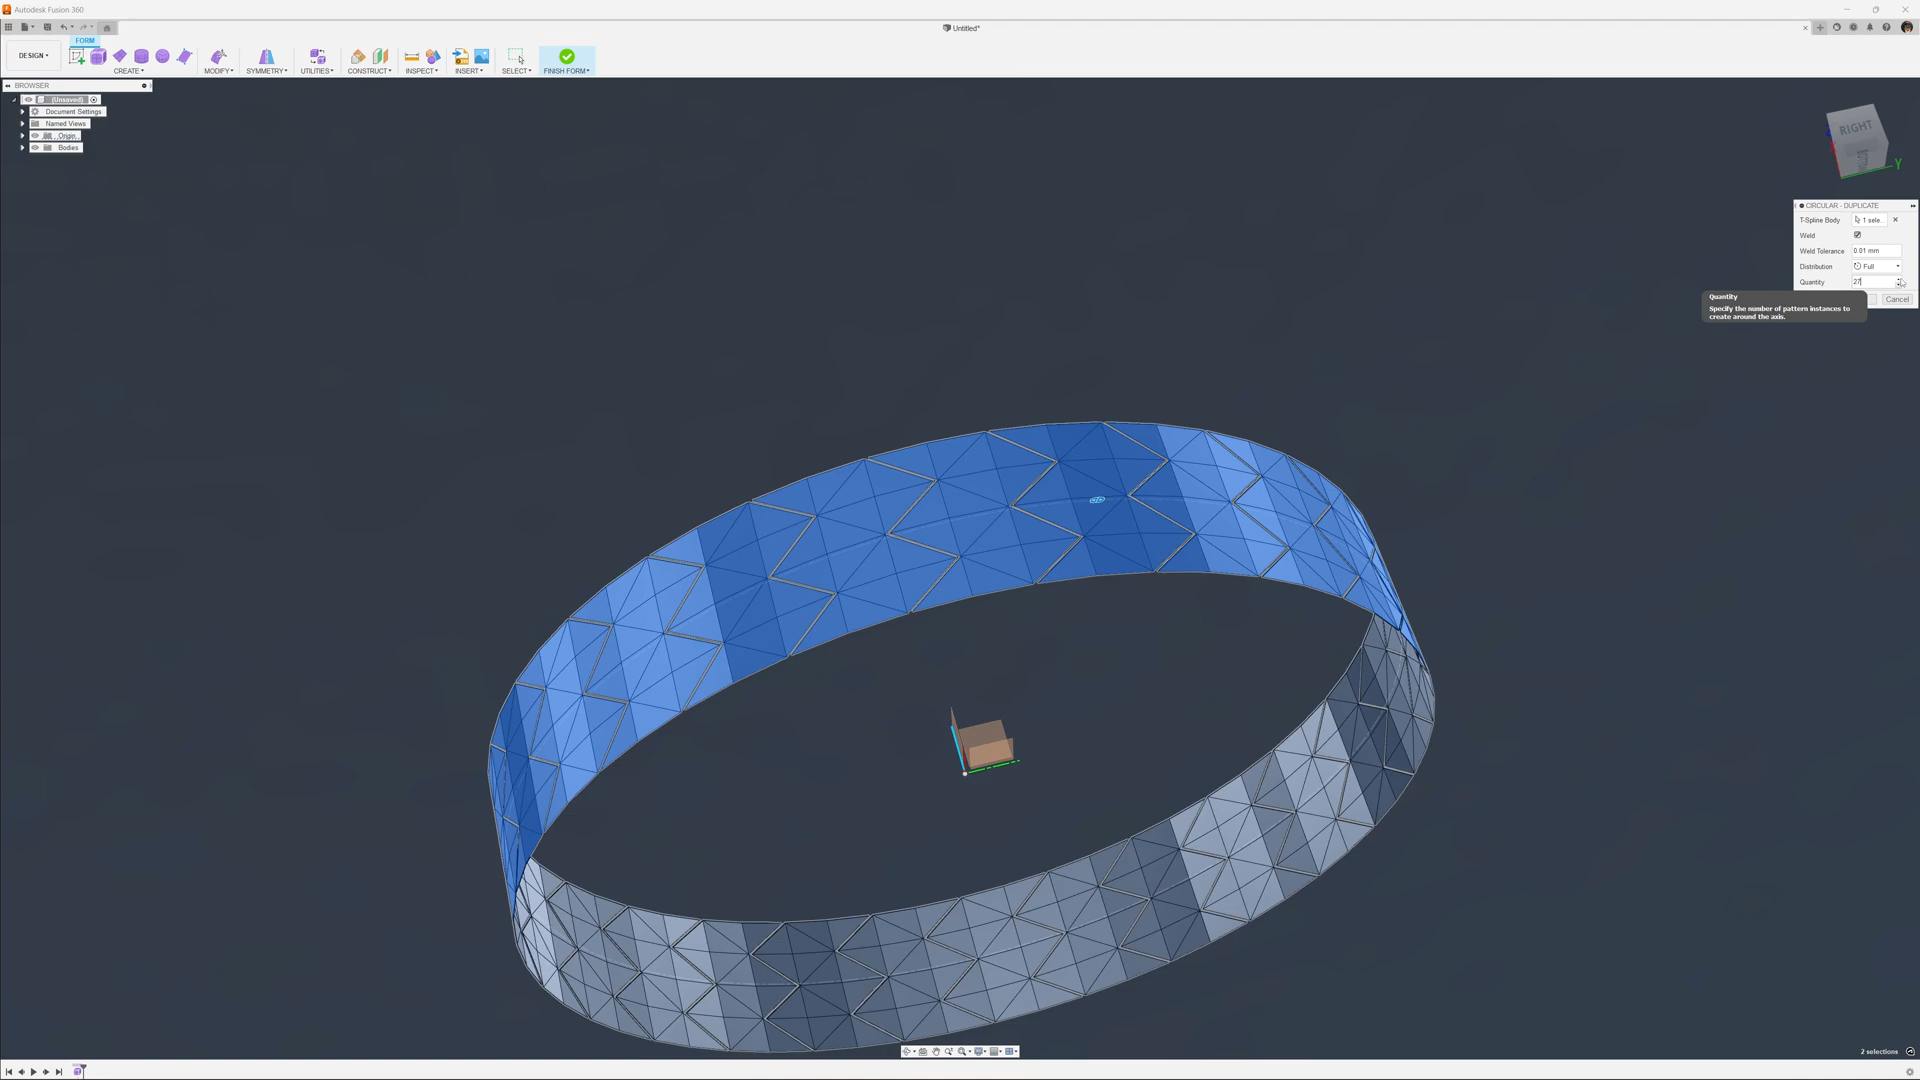 Autodesk Fusion 360
Untitled*
FORM
DESIGN
CREATE
MODIFY
SYMMETRY
UTILITIES
CONSTRUCT
INSPECT
INSERT
SELECT
FINISH FORM
BROWSER
(Unsaved)
Document Settings
Named Views
Origin
Bodies
RIGHT
Y
CIRCULAR - DUPLICATE
T-Spline Body 1 sele...
Weld
Weld Tolerance 0.01 mm
Distribution Full
Quantity 27
Cancel
Quantity
Specify the number of pattern instances to
create around the axis.
2 selections